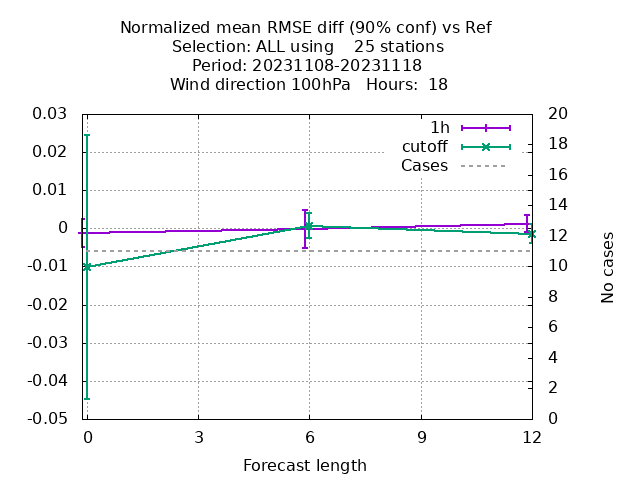 Normalized mean RMSE diff (90% conf) vs Ref
Selection: ALL using    25 stations
Period: 20231108-20231118
Wind direction 100hPa   Hours:  18
0.03
0.02
0.01
0
-0.01
-0.02
-0.03
-0.04
-0.05
1h
cutoff
Cases
20
18
16
14
12
10
8
6
4
2
0
No cases
0 3 6 9 12
Forecast length